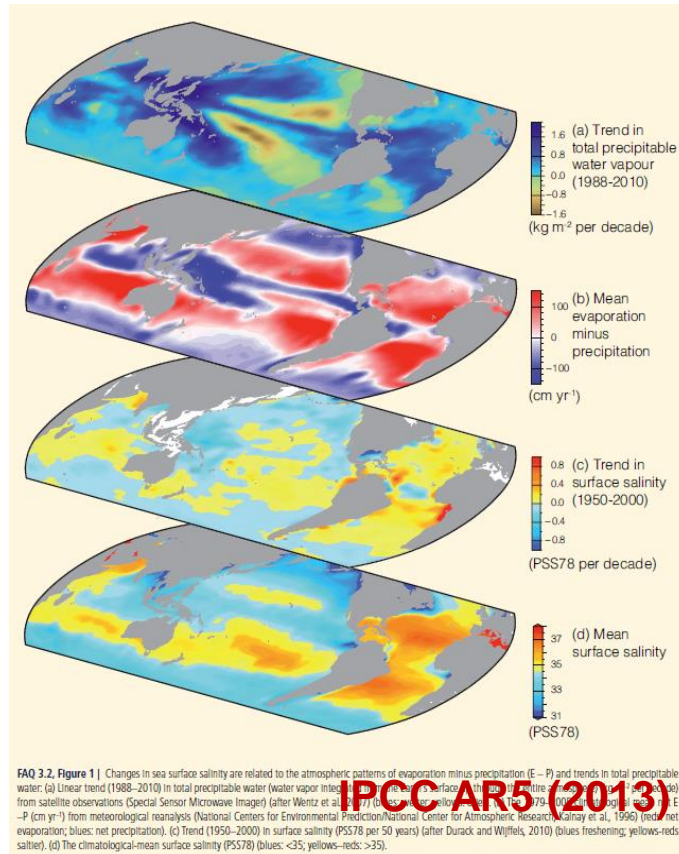 1.6
0.8
0.0
−0.8
−1.6
(a) Trend in
total precipitable
water vapour
(1988-2010)
(kg m-2 per decade)
100
0
−100
(b) Mean
evaporation
minus
precipitation
(cm yr-1)
0.8
0.4
0.0
−0.4
−0.8
(c) Trend in
surface salinity
(1950-2000)
(PSS78 per decade)
37
35
33
31
(d) Mean
surface salinity
(PSS78)
FAQ 3.2, Figure 1 | Changes in sea surface salinity are related to the atmospheric patterns of evaporation minus precipitation (E – P) and trends in total precipitable
water: (a) Linear trend (1988–2010) in total precipitable water (water vapor
from satellite observations (Special Sensor Microwave Imager) (after Wentz et al.
–P (cm yr-1) from meteorological reanalysis (National Centers for Environmental Prediction/National Center for Atmospheric Research; Kalnay et al., 1996) (reds: net
evaporation; blues: net precipitation). (c) Trend (1950–2000) in surface salinity (PSS78 per 50 years) (after Durack and Wijffels, 2010) (blues freshening; yellows-reds
saltier). (d) The climatological-mean surface salinity (PSS78) (blues: <35; yellows–reds: >35).
IPCC AR5 (2013)